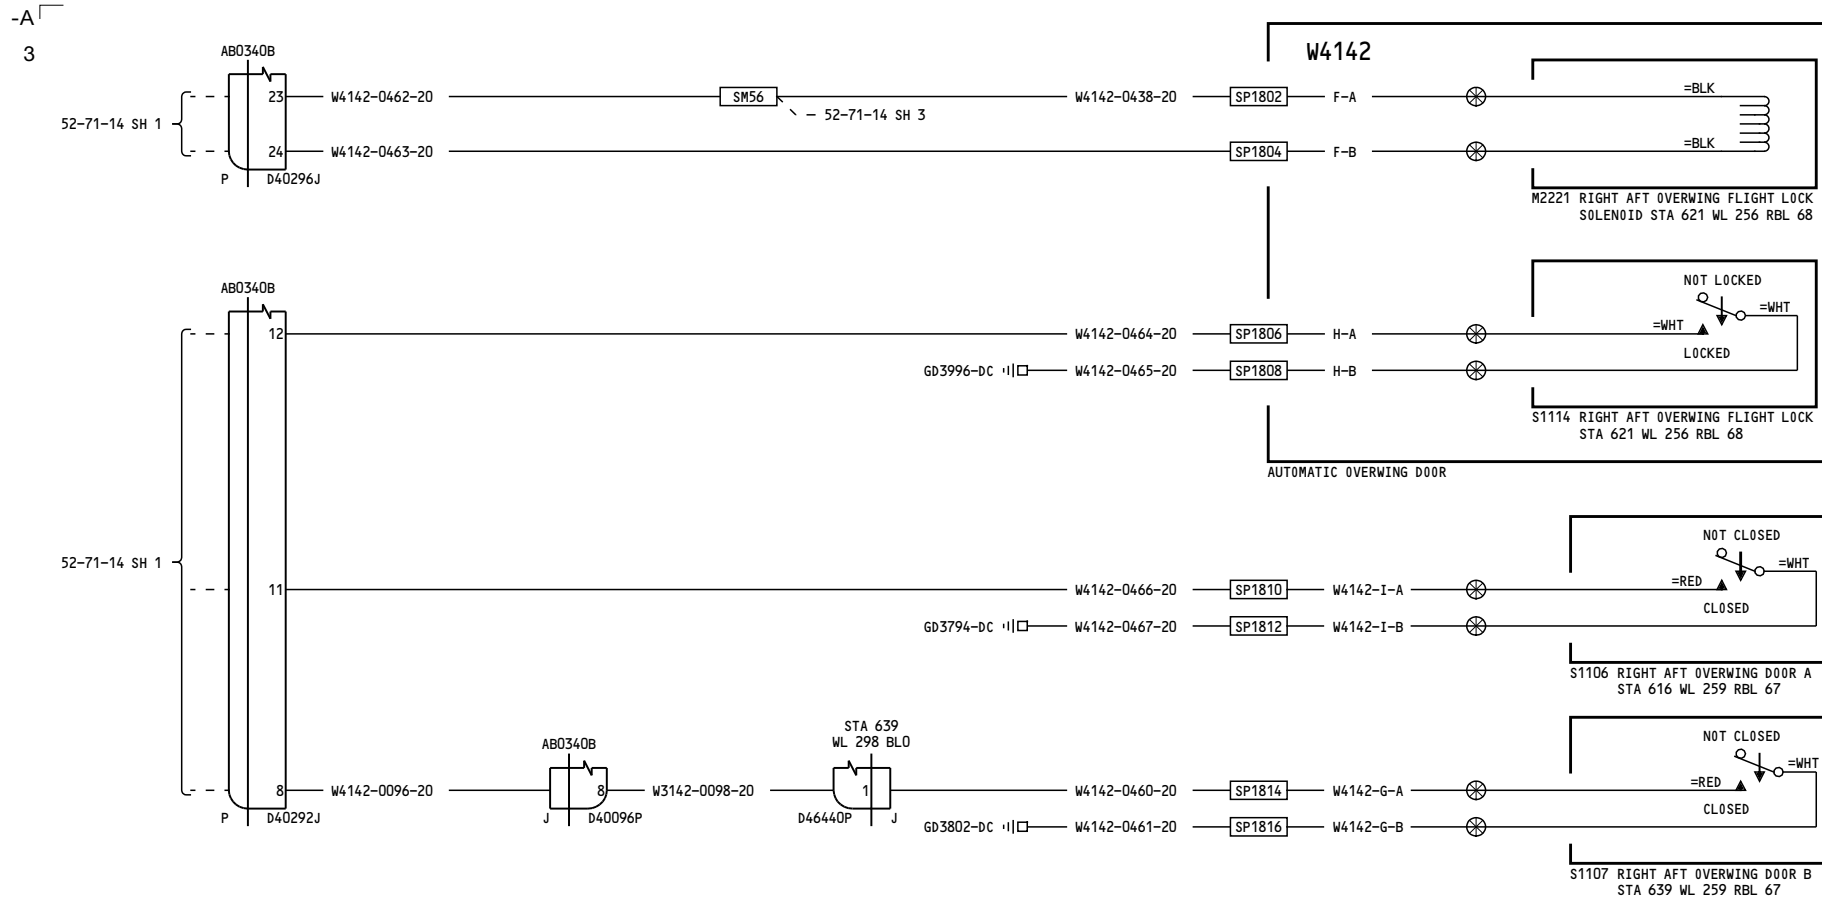 -A
3
AB0340B
W4142
23 W4142-0462-20 SM56 W4142-0438-20 SP1802 F-A =BLK
52-71-14 SH 3
52-71-14 SH 1
24 W4142-0463-20 SP1804 F-B =BLK
P D40296J
M2221 RIGHT AFT OVERWING FLIGHT LOCK
SOLENOID STA 621 WL 256 RBL 68
AB0340B
NOT LOCKED
=WHT
12 W4142-0464-20 SP1806 H-A =WHT
LOCKED
GD3996-DC W4142-0465-20 SP1808 H-B
S1114 RIGHT AFT OVERWING FLIGHT LOCK
STA 621 WL 256 RBL 68
AUTOMATIC OVERWING DOOR
NOT CLOSED
=WHT
52-71-14 SH 1
11 W4142-0466-20 SP1810 W4142-I-A =RED
CLOSED
GD3794-DC W4142-0467-20 SP1812 W4142-I-B
S1106 RIGHT AFT OVERWING DOOR A
STA 616 WL 259 RBL 67
STA 639
WL 298 BL0
AB0340B
NOT CLOSED
=WHT
8 W4142-0096-20 8 W3142-0098-20 1 W4142-0460-20 SP1814 W4142-G-A =RED
CLOSED
P D40292J J D40096P D46440P J
GD3802-DC W4142-0461-20 SP1816 W4142-G-B
S1107 RIGHT AFT OVERWING DOOR B
STA 639 WL 259 RBL 67